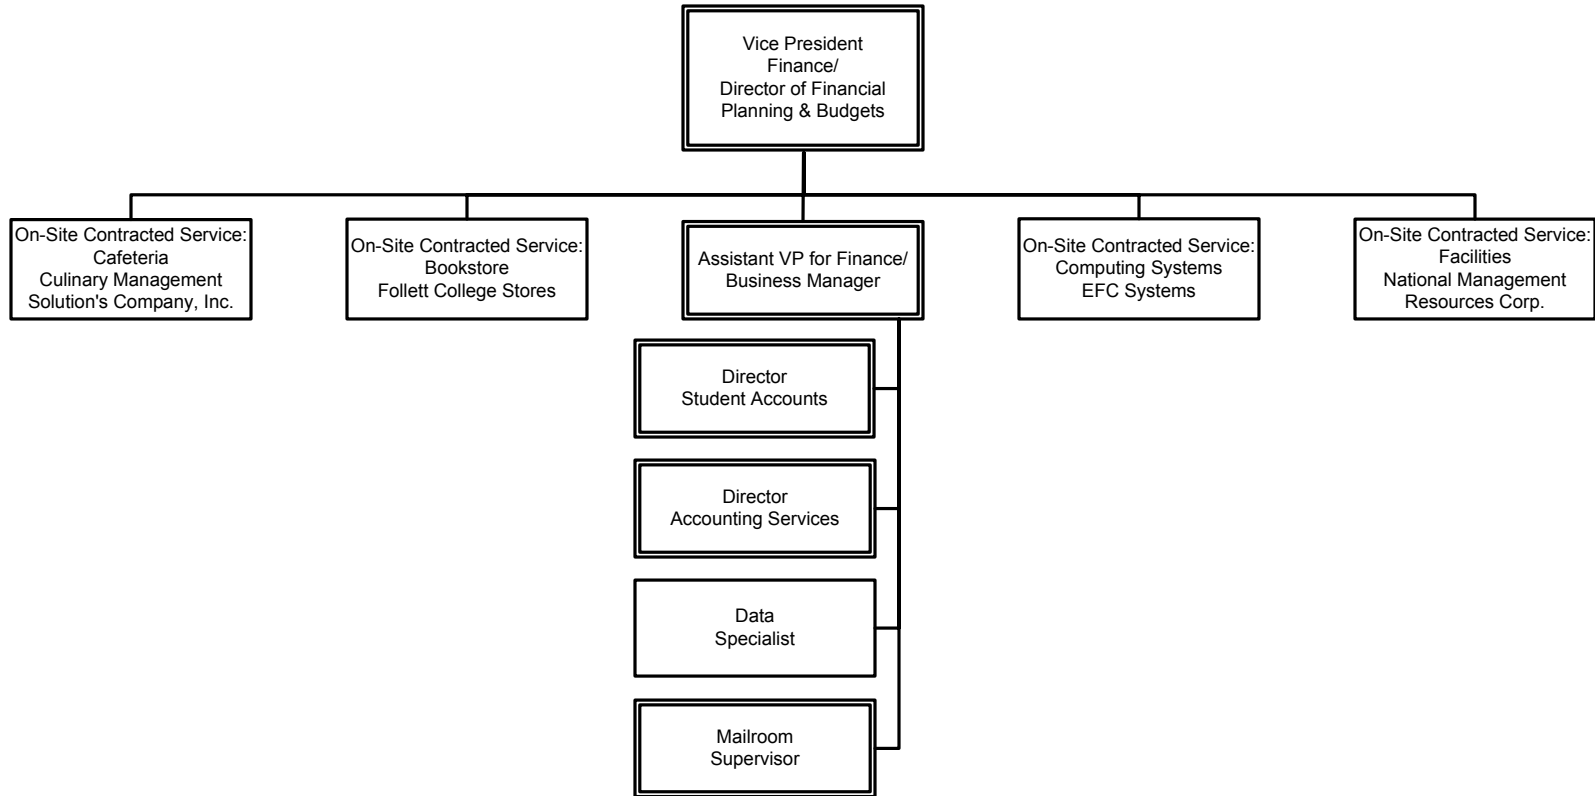 Vice President
Finance/
Director of Financial
Planning & Budgets
On-Site Contracted Service:
Cafeteria
Culinary Management
Solution's Company, Inc.
On-Site Contracted Service:
Bookstore
Follett College Stores
Assistant VP for Finance/
Business Manager
On-Site Contracted Service:
Computing Systems
EFC Systems
On-Site Contracted Service:
Facilities
National Management
Resources Corp.
Director
Student Accounts
Director
Accounting Services
Data
Specialist
Mailroom
Supervisor